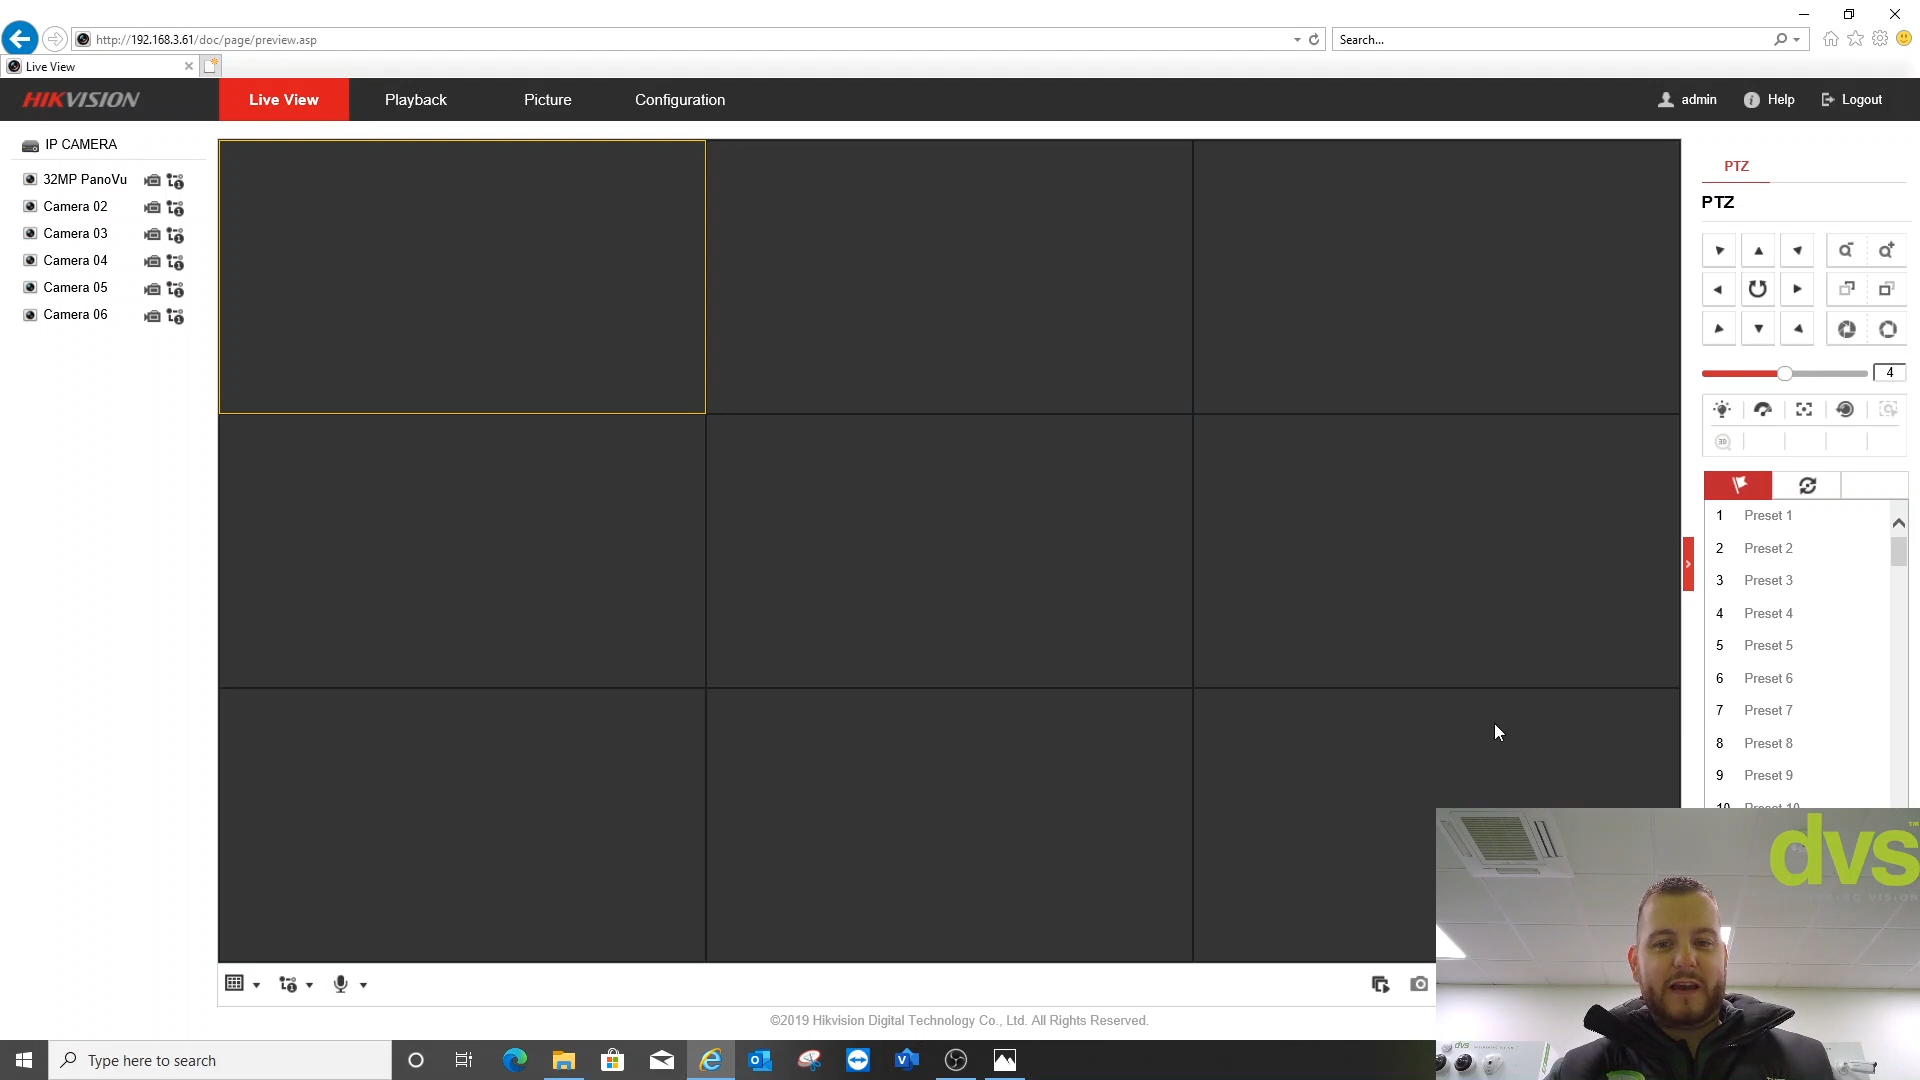 http://192.168.3.61/doc/page/preview.asp
Search...
Live View
HIKVISION
Live View
Playback
Picture
Configuration
admin
Help
Logout
IP CAMERA
32MP PanoVu
Camera 02
Camera 03
Camera 04
Camera 05
Camera 06
PTZ
PTZ
4
1 Preset 1
2 Preset 2
3 Preset 3
4 Preset 4
5 Preset 5
6 Preset 6
7 Preset 7
8 Preset 8
9 Preset 9
10 Preset 10
dvs™
©2019 Hikvision Digital Technology Co., Ltd. All Rights Reserved.
dvs
Type here to search